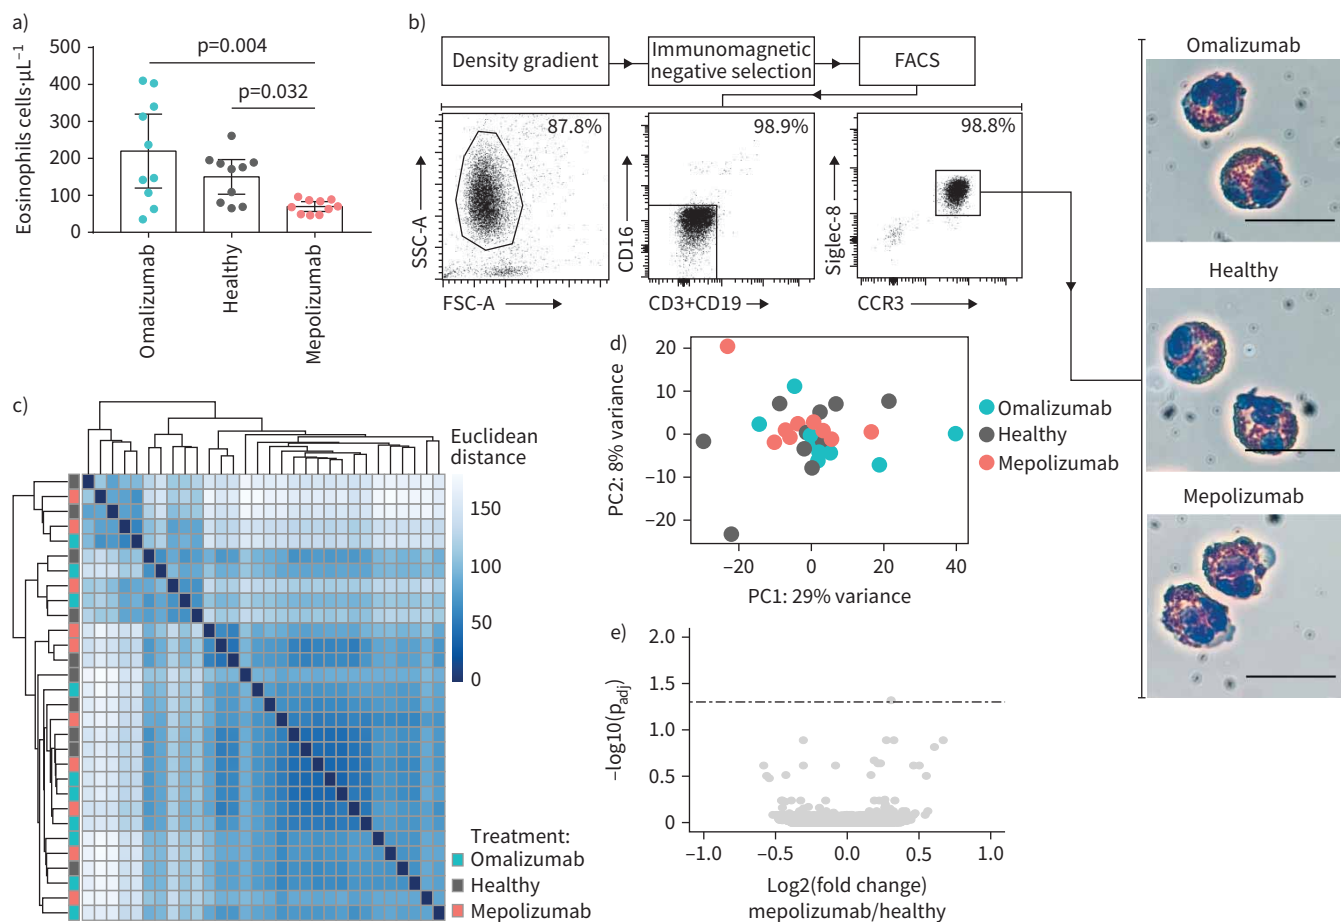 a)
Eosinophils cells·µL⁻¹
500
400
300
200
100
0
p=0.004
p=0.032
Omalizumab
Healthy
Mepolizumab
b)
Density gradient
Immunomagnetic
negative selection
FACS
87.8%
SSC-A
FSC-A
98.9%
CD16
CD3+CD19
98.8%
Siglec-8
CCR3
Omalizumab
Healthy
Mepolizumab
c)
Euclidean
distance
150
100
50
0
Treatment:
Omalizumab
Healthy
Mepolizumab
d)
PC2: 8% variance
20
10
0
−10
−20
−20
0
20
40
PC1: 29% variance
Omalizumab
Healthy
Mepolizumab
e)
−log10(p_adj)
2.0
1.5
1.0
0.5
0
−1.0
−0.5
0.0
0.5
1.0
Log2(fold change)
mepolizumab/healthy